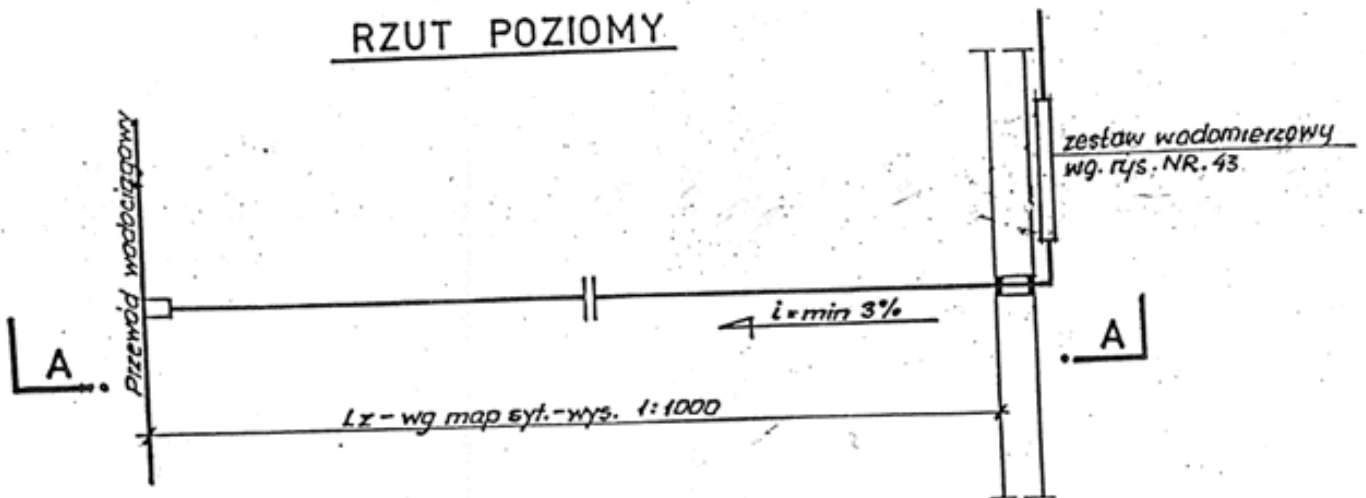 RZUT POZIOMY
Przewód wodociągowy
zestaw wodomierzowy
wg. rys. NR. 43
i = min 3%
A
A
Lz - wg map syt.-wys. 1:1000